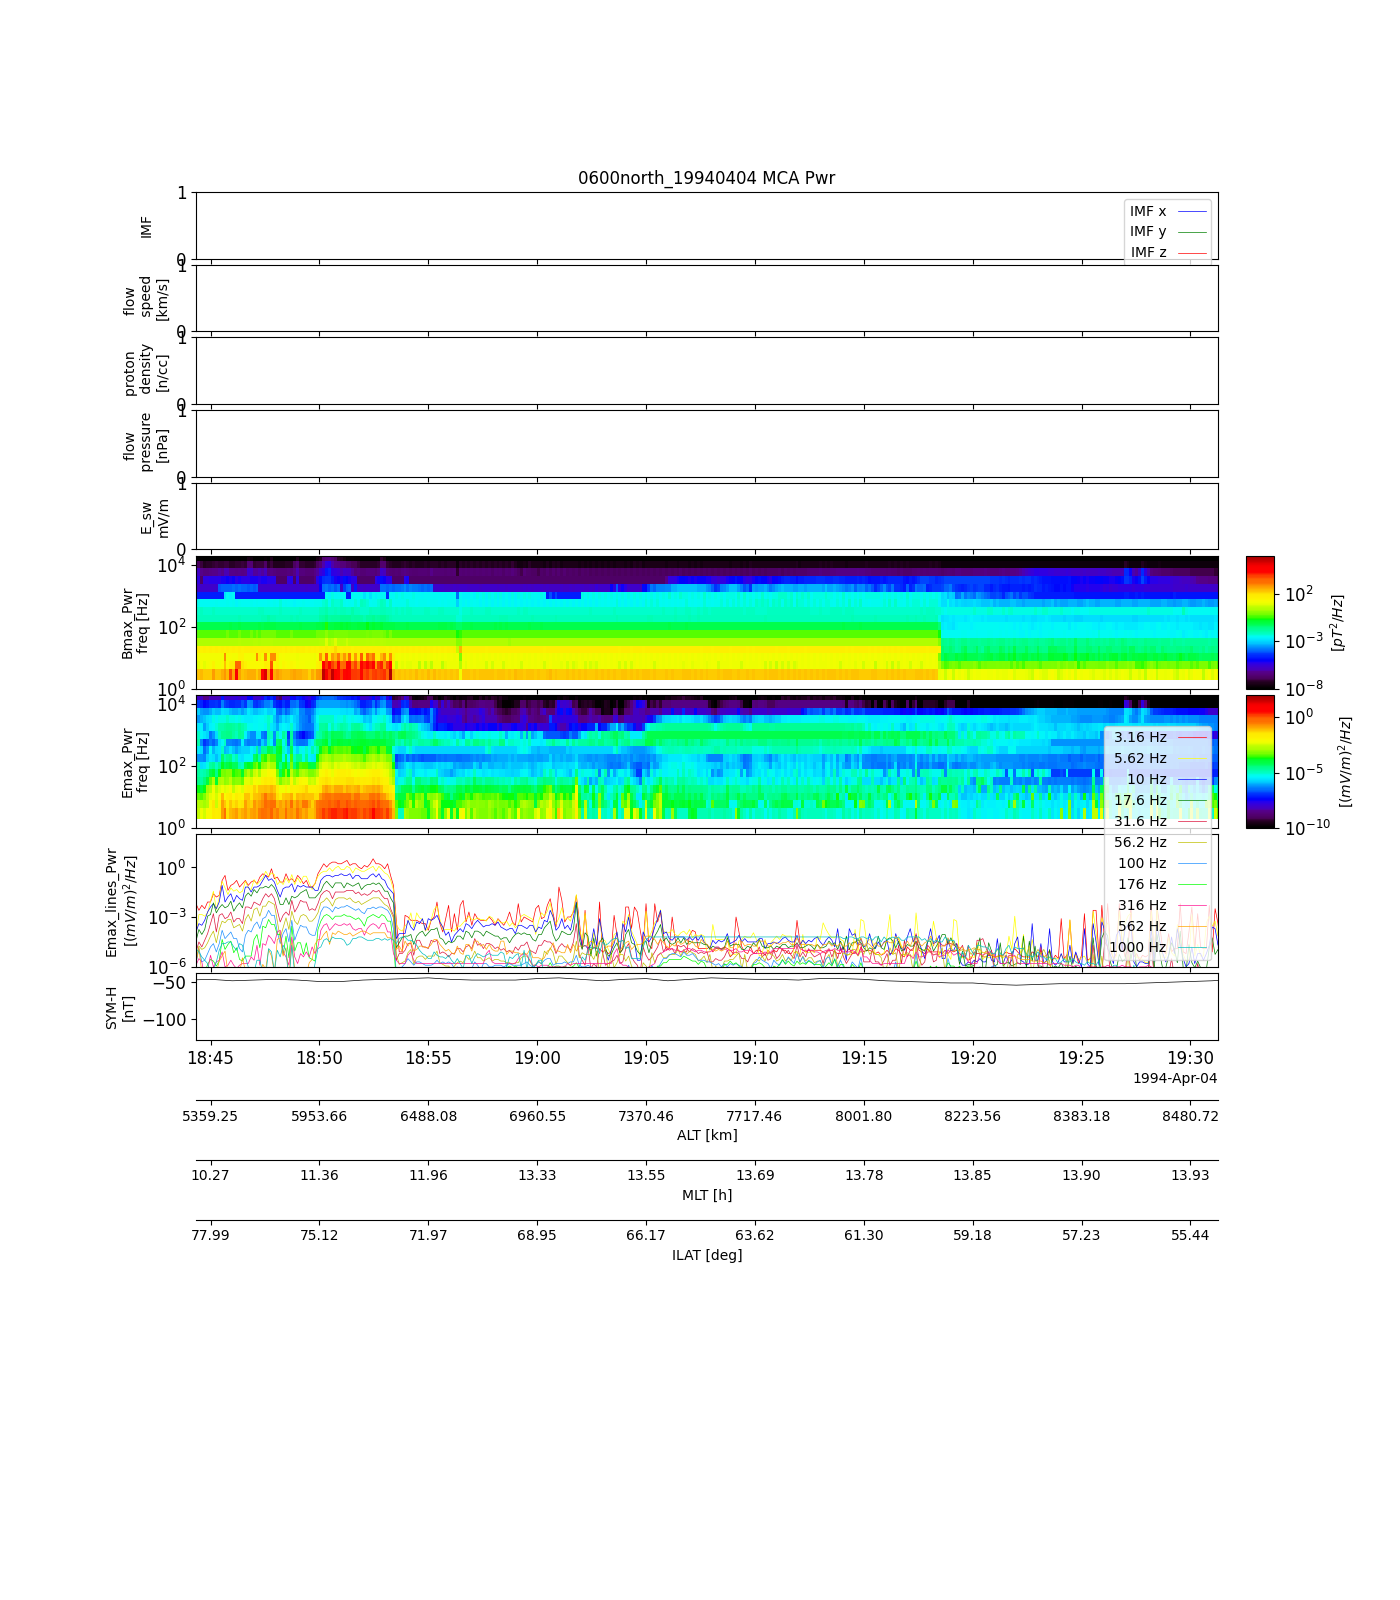 0600north_19940404 MCA Pwr
1
IMF
0
IMF x
IMF y
IMF z
1
flow
speed
[km/s]
0
1
proton
density
[n/cc]
0
1
flow
pressure
[nPa]
0
1
E_sw
mV/m
0
10^4
10^2
10^0
Bmax_Pwr
freq [Hz]
10^2
10^-3
10^-8
[pT^2/Hz]
10^4
10^2
10^0
Emax_Pwr
freq [Hz]
10^0
10^-5
10^-10
[(mV/m)^2/Hz]
3.16 Hz
5.62 Hz
10 Hz
17.6 Hz
31.6 Hz
56.2 Hz
100 Hz
176 Hz
316 Hz
562 Hz
1000 Hz
10^0
10^-3
10^-6
Emax_lines_Pwr
[(mV/m)^2/Hz]
−50
−100
SYM-H
[nT]
18:45 18:50 18:55 19:00 19:05 19:10 19:15 19:20 19:25 19:30
1994-Apr-04
5359.25 5953.66 6488.08 6960.55 7370.46 7717.46 8001.80 8223.56 8383.18 8480.72
ALT [km]
10.27 11.36 11.96 13.33 13.55 13.69 13.78 13.85 13.90 13.93
MLT [h]
77.99 75.12 71.97 68.95 66.17 63.62 61.30 59.18 57.23 55.44
ILAT [deg]